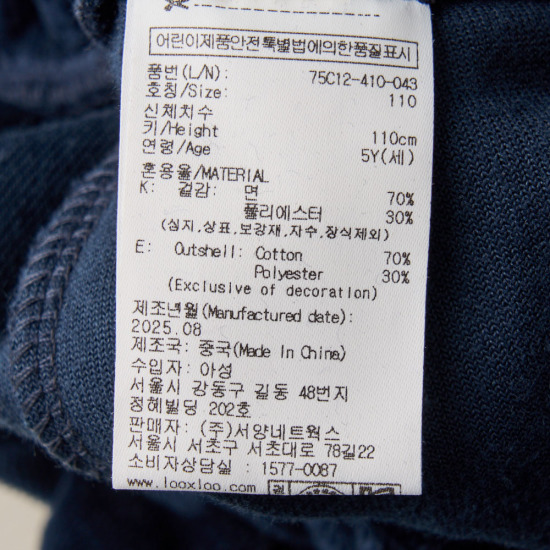 어린이제품안전특별법에의한품질표시
품번(L/N): 75C12-410-043
호칭/Size: 110
신체치수
키/Height 110cm
연령/Age 5Y(세)
혼용율/MATERIAL
K: 겉감: 면 70%
폴리에스터 30%
(심지,상표,보강재,자수,장식제외)
E: Outshell: Cotton 70%
Polyester 30%
(Exclusive of decoration)
제조년월(Manufactured date):
2025.08
제조국: 중국(Made In China)
수입자: 아성
서울시 강동구 길동 48번지
정혜빌딩 202호
판매자: (주)서양네트웍스
서울시 서초구 서초대로 78길22
소비자상담실 : 1577-0087
www.looxloo.com